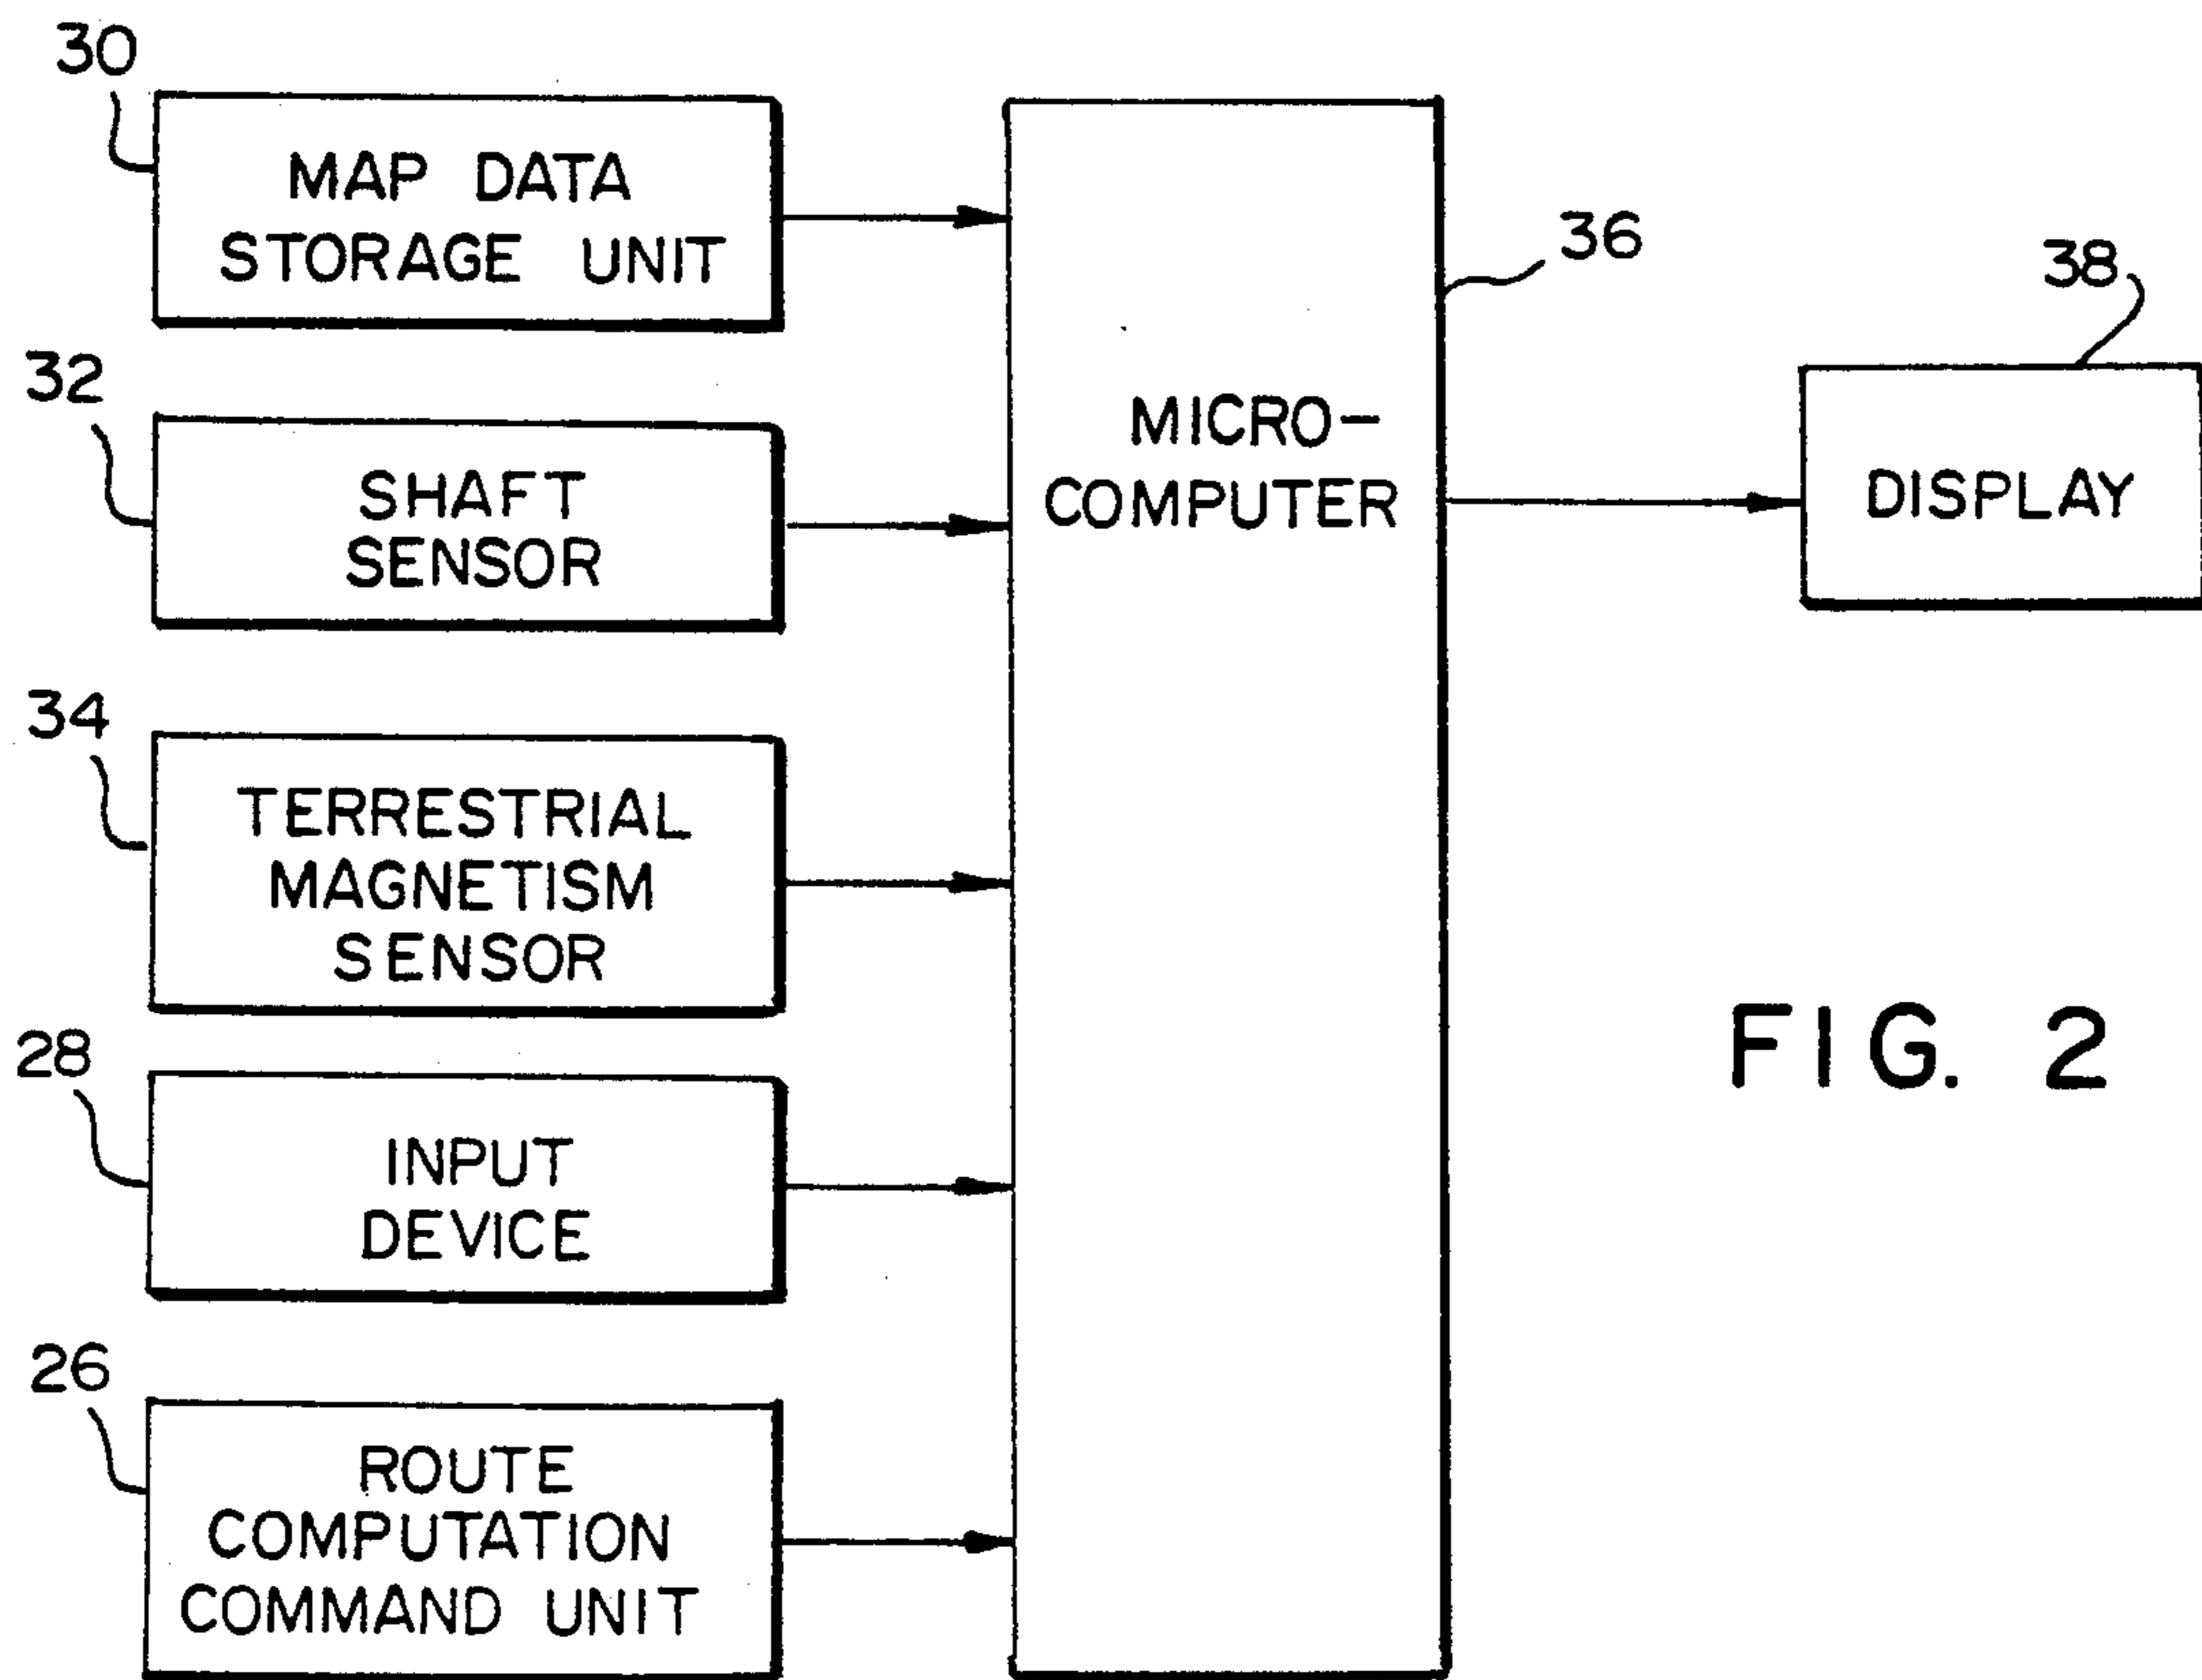 30
MAP DATA
STORAGE UNIT
32
SHAFT
SENSOR
34
TERRESTRIAL
MAGNETISM
SENSOR
28
INPUT
DEVICE
26
ROUTE
COMPUTATION
COMMAND UNIT
36
MICRO-
COMPUTER
38
DISPLAY
FIG. 2